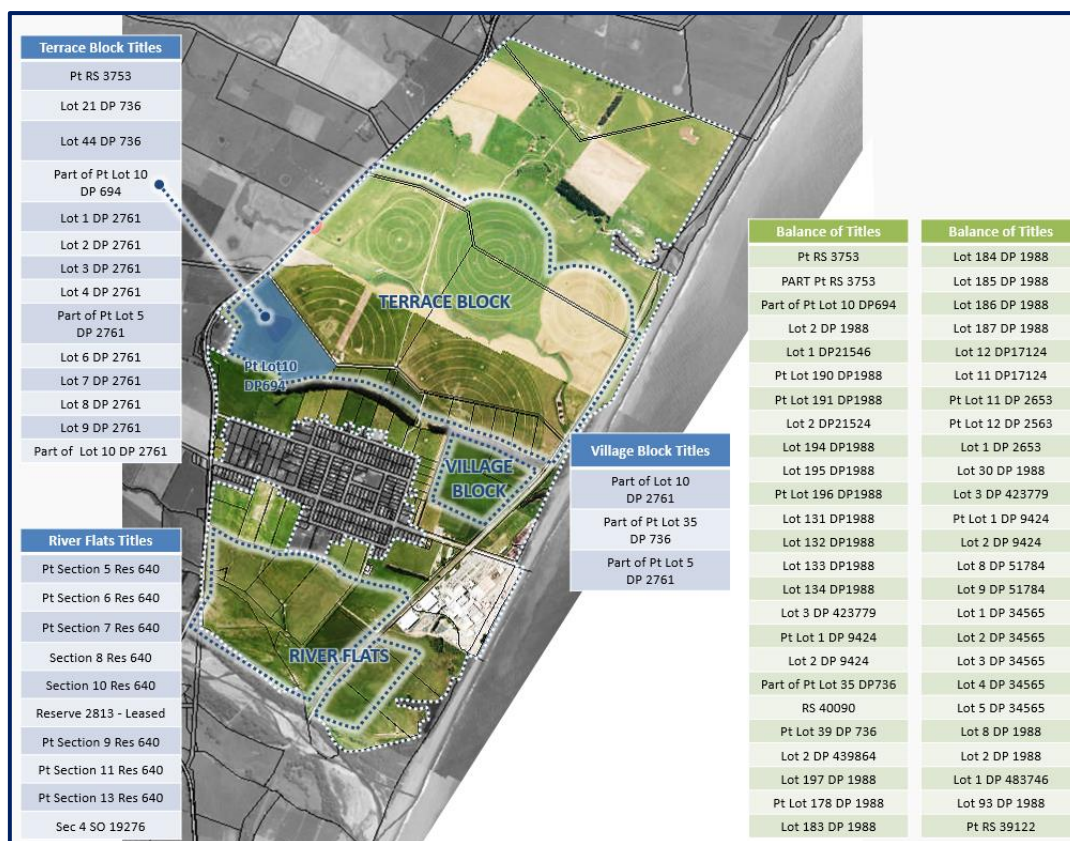 Terrace Block Titles
Pt RS 3753
Lot 21 DP 736
Lot 44 DP 736
Part of Pt Lot 10
DP 694
Lot 1 DP 2761
Lot 2 DP 2761
Lot 3 DP 2761
Lot 4 DP 2761
Part of Pt Lot 5
DP 2761
Lot 6 DP 2761
Lot 7 DP 2761
Lot 8 DP 2761
Lot 9 DP 2761
Part of Lot 10 DP 2761
River Flats Titles
Pt Section 5 Res 640
Pt Section 6 Res 640
Pt Section 7 Res 640
Section 8 Res 640
Section 10 Res 640
Reserve 2813 - Leased
Pt Section 9 Res 640
Pt Section 11 Res 640
Pt Section 13 Res 640
Sec 4 SO 19276
TERRACE BLOCK
Pt Lot10
DP694
VILLAGE
BLOCK
RIVER FLATS
Village Block Titles
Part of Lot 10
DP 2761
Part of Pt Lot 35
DP 736
Part of Pt Lot 5
DP 2761
Balance of Titles
Pt RS 3753
PART Pt RS 3753
Part of Pt Lot 10 DP694
Lot 2 DP 1988
Lot 1 DP21546
Pt Lot 190 DP1988
Pt Lot 191 DP1988
Lot 2 DP21524
Lot 194 DP1988
Lot 195 DP1988
Pt Lot 196 DP1988
Lot 131 DP1988
Lot 132 DP1988
Lot 133 DP1988
Lot 134 DP1988
Lot 3 DP 423779
Pt Lot 1 DP 9424
Lot 2 DP 9424
Part of Pt Lot 35 DP736
RS 40090
Pt Lot 39 DP 736
Lot 2 DP 439864
Lot 197 DP 1988
Pt Lot 178 DP 1988
Lot 183 DP 1988
Balance of Titles
Lot 184 DP 1988
Lot 185 DP 1988
Lot 186 DP 1988
Lot 187 DP 1988
Lot 12 DP17124
Lot 11 DP17124
Pt Lot 11 DP 2653
Pt Lot 12 DP 2563
Lot 1 DP 2653
Lot 30 DP 1988
Lot 3 DP 423779
Pt Lot 1 DP 9424
Lot 2 DP 9424
Lot 8 DP 51784
Lot 9 DP 51784
Lot 1 DP 34565
Lot 2 DP 34565
Lot 3 DP 34565
Lot 4 DP 34565
Lot 5 DP 34565
Lot 8 DP 1988
Lot 2 DP 1988
Lot 1 DP 483746
Lot 93 DP 1988
Pt RS 39122